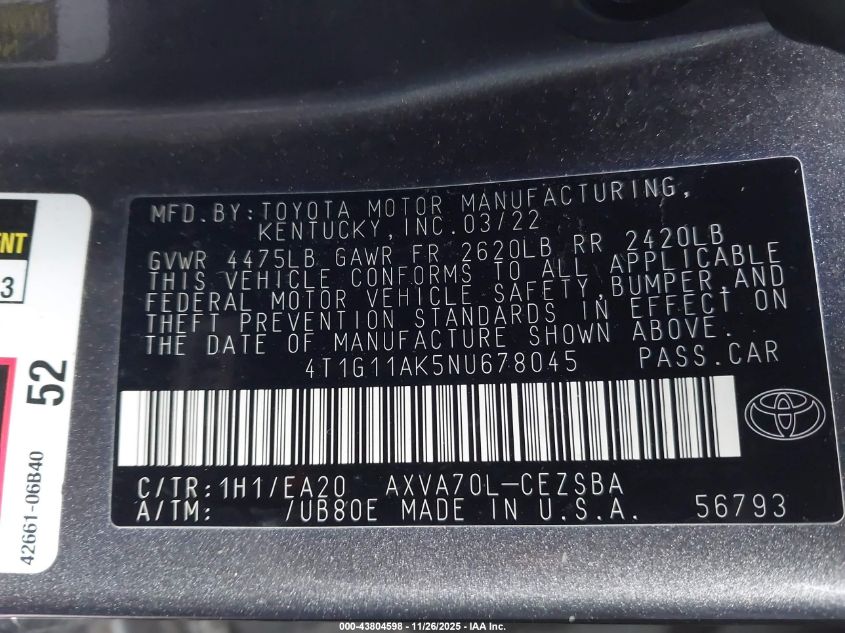 MFD. BY: TOYOTA MOTOR MANUFACTURING,
KENTUCKY, INC. 03/22
GVWR 4475LB GAWR FR 2620LB RR 2420LB
THIS VEHICLE CONFORMS TO ALL APPLICABLE
FEDERAL MOTOR VEHICLE SAFETY, BUMPER, AND
THEFT PREVENTION STANDARDS IN EFFECT ON
THE DATE OF MANUFACTURE SHOWN ABOVE.
4T1G11AK5NU678045 PASS. CAR
C/TR: 1H1/EA20 AXVA70L-CEZSBA
A/TM: /UB80E MADE IN U.S.A. 56793
3
52
42661-06B40
000-43804598 - 11/26/2025 - IAA Inc.